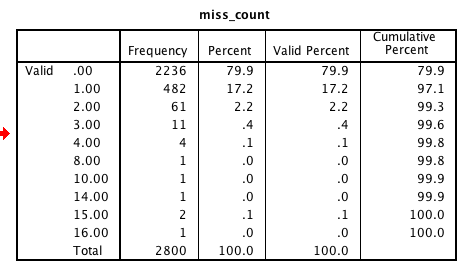 miss_count
Frequency Percent Valid Percent Cumulative Percent
Valid .00 2236 79.9 79.9 79.9
1.00 482 17.2 17.2 97.1
2.00 61 2.2 2.2 99.3
3.00 11 .4 .4 99.6
4.00 4 .1 .1 99.8
8.00 1 .0 .0 99.8
10.00 1 .0 .0 99.9
14.00 1 .0 .0 99.9
15.00 2 .1 .1 100.0
16.00 1 .0 .0 100.0
Total 2800 100.0 100.0